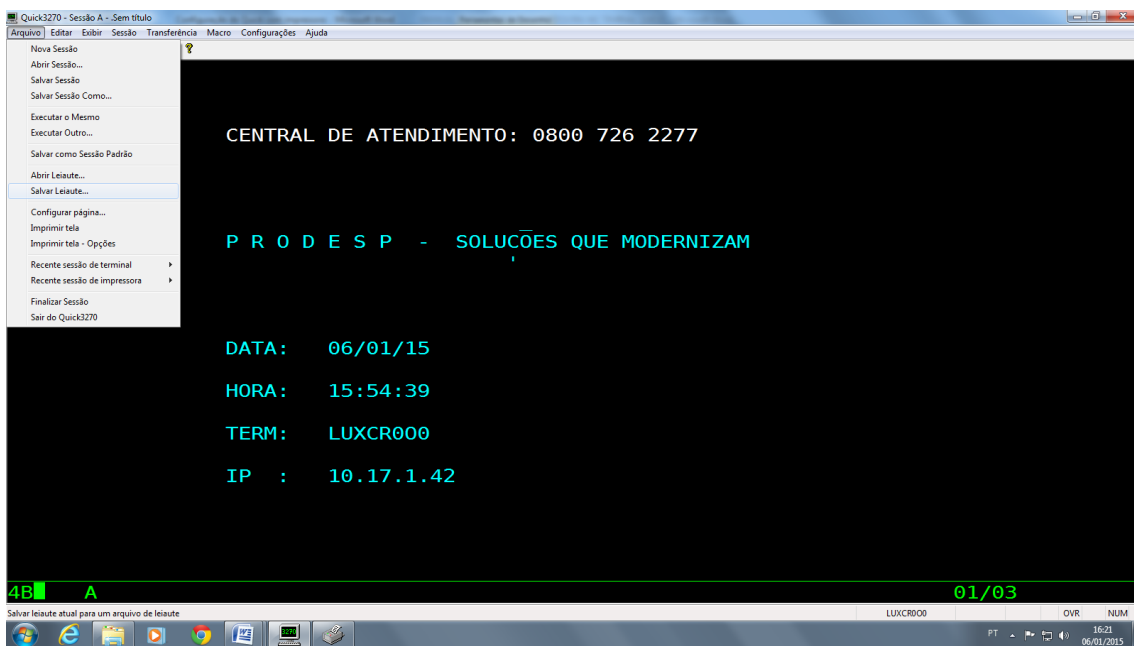 Quick3270 - Sessão A - .Sem título
Arquivo Editar Exibir Sessão Transferência Macro Configurações Ajuda
Nova Sessão
Abrir Sessão...
Salvar Sessão
Salvar Sessão Como...
Executar o Mesmo
Executar Outro...
Salvar como Sessão Padrão
Abrir Leiaute...
Salvar Leiaute...
Configurar página...
Imprimir tela
Imprimir tela - Opções
Recente sessão de terminal
Recente sessão de impressora
Finalizar Sessão
Sair do Quick3270
CENTRAL DE ATENDIMENTO: 0800 726 2277
P R O D E S P - SOLUCOES QUE MODERNIZAM
DATA: 06/01/15
HORA: 15:54:39
TERM: LUXCR0O0
IP : 10.17.1.42
4B A 01/03
Salvar leiaute atual para um arquivo de leiaute LUXCR0O0 OVR NUM
3270
PT 16:21
06/01/2015